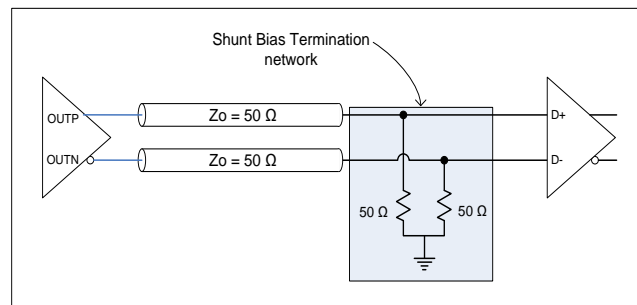 Shunt Bias Termination
network
OUTP
Zo = 50 Ω
D+
OUTN
Zo = 50 Ω
D-
50 Ω
50 Ω